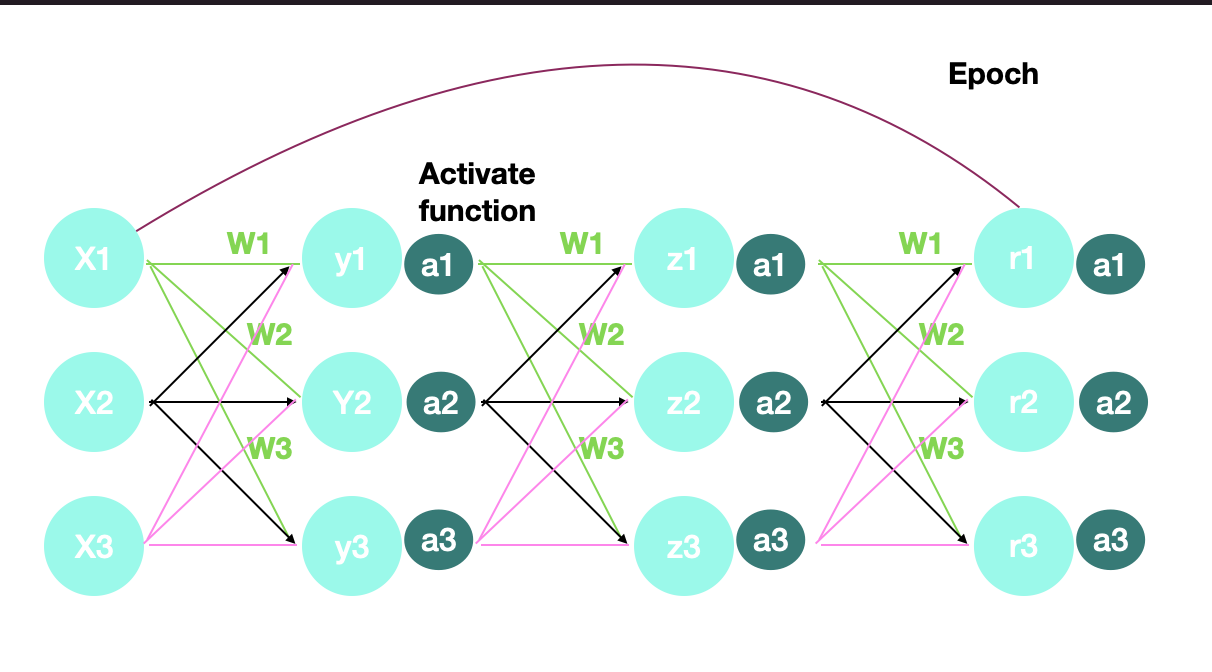 Epoch
Activate
function
W1 W1 W1
X1 y1 a1 z1 a1 r1 a1
W2 W2 W2
X2 Y2 a2 z2 a2 r2 a2
W3 W3 W3
X3 y3 a3 z3 a3 r3 a3